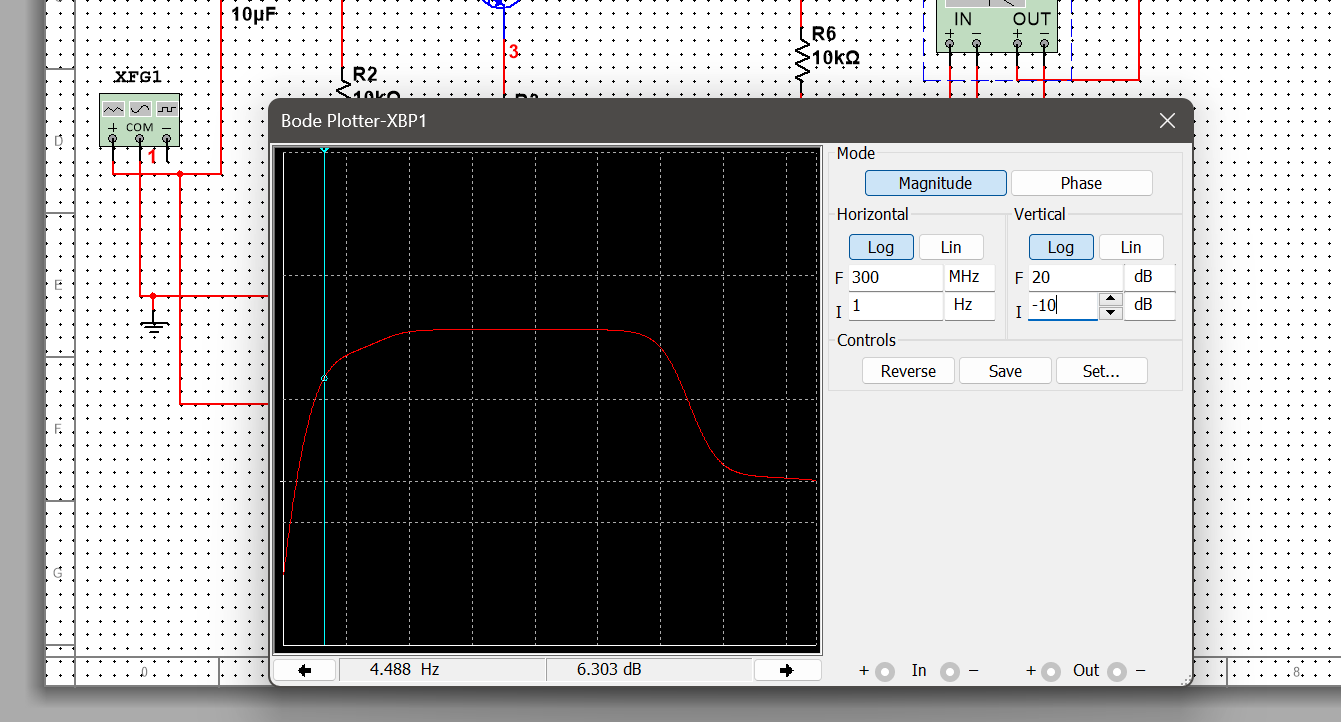 10µF
R6
IN OUT
+ − + −
10kΩ
3
XFG1
R2
COM
+ −
1
Bode Plotter-XBP1
D
E
F
G
0
8
Mode
Magnitude Phase
Horizontal Vertical
Log Lin Log Lin
F 300 MHz F 20 dB
I 1 Hz I -10 dB
Controls
Reverse Save Set...
4.488 Hz 6.303 dB
+ In − + Out −